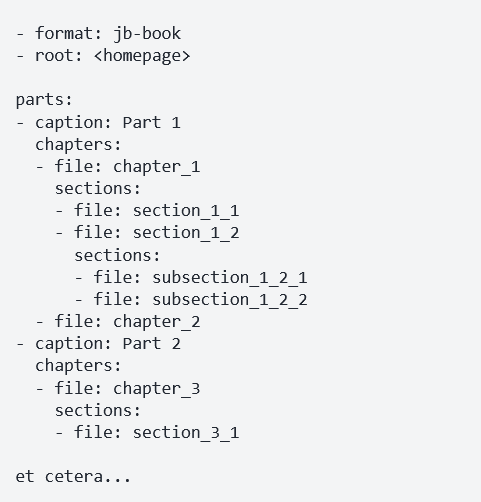 - format: jb-book
- root: <homepage>

parts:
- caption: Part 1
  chapters:
  - file: chapter_1
    sections:
    - file: section_1_1
    - file: section_1_2
      sections:
      - file: subsection_1_2_1
      - file: subsection_1_2_2
  - file: chapter_2
- caption: Part 2
  chapters:
  - file: chapter_3
    sections:
    - file: section_3_1

et cetera...